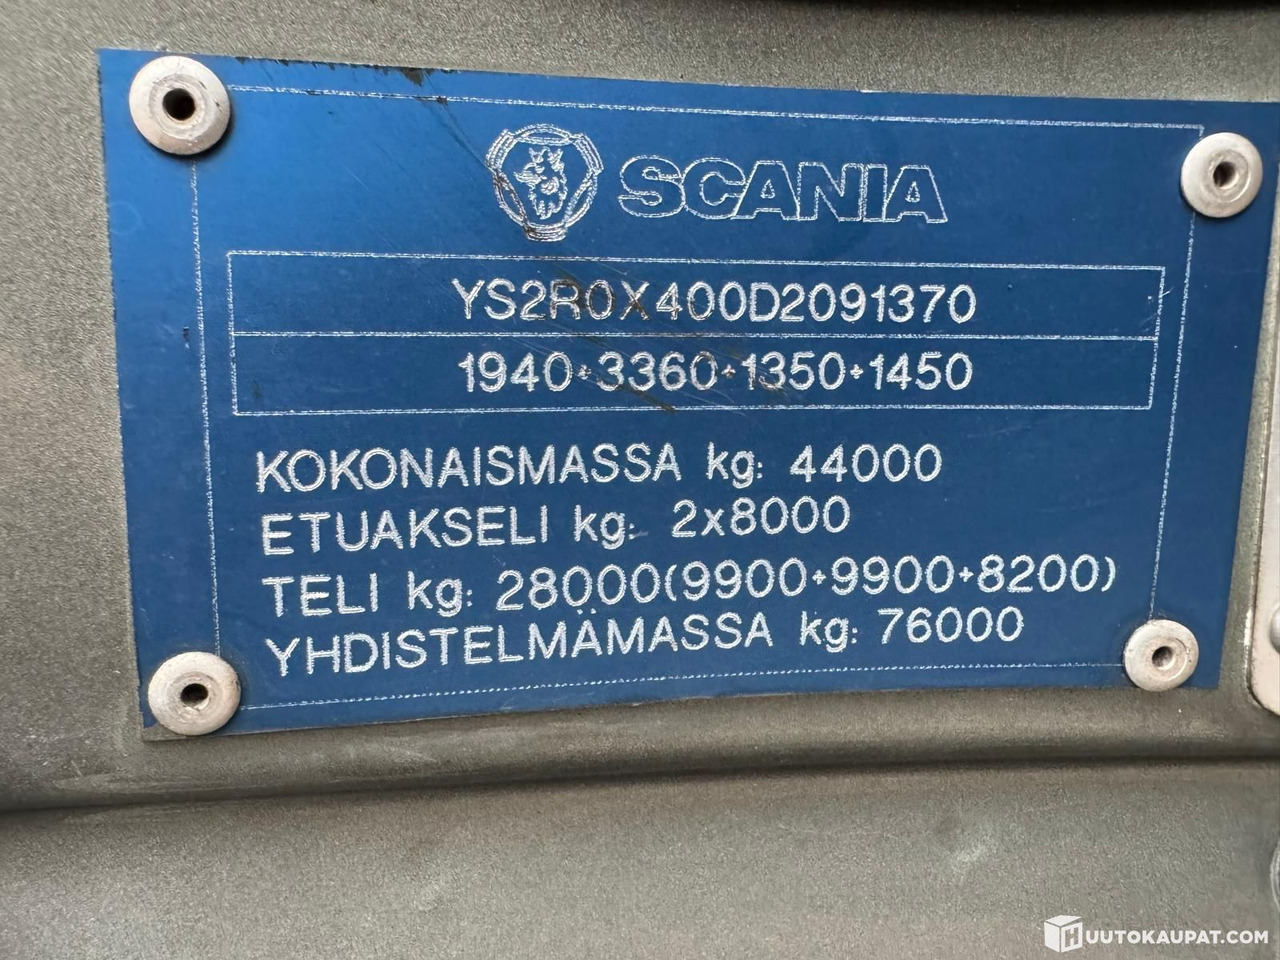 SCANIA
YS2R0X400D2091370
1940+3360+1350+1450
KOKONAISMASSA kg: 44000
ETUAKSELI kg: 2x8000
TELI kg: 28000(9900+9900+8200)
YHDISTELMÄMASSA kg: 76000
HUUTOKAUPAT.COM